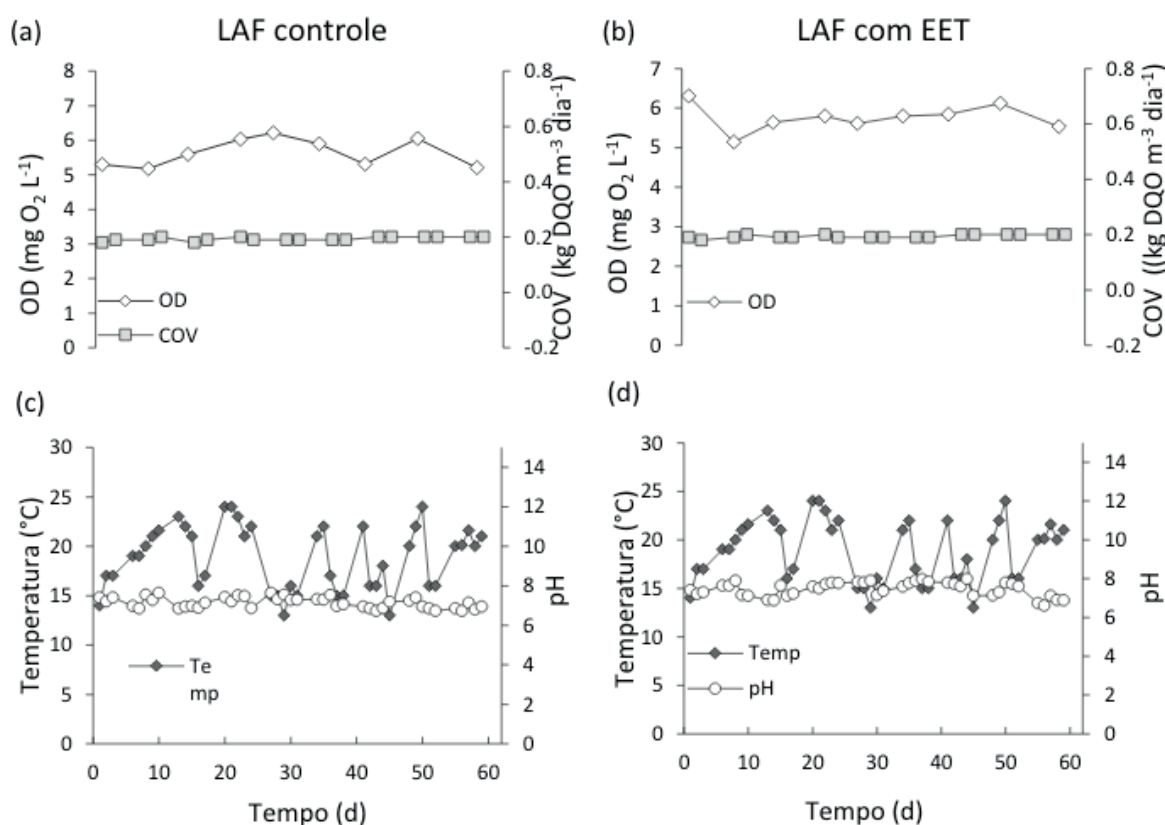 LAF controle
LAF com EET
(a)
8
7
6
5
4
3
2
1
0
OD (mg O₂ L⁻¹)
OD
COV
0.8
0.6
0.4
0.2
0.0
-0.2
COV (kg DQO m⁻³ dia⁻¹)
(b)
7
6
5
4
3
2
1
0
OD (mg O₂ L⁻¹)
OD
0.8
0.6
0.4
0.2
0.0
-0.2
COV ((kg DQO m⁻³ dia⁻¹)
(c)
30
25
20
15
10
5
0
Temperatura (°C)
Te
mp
14
12
10
8
6
4
2
0
pH
0 10 20 30 40 50 60
Tempo (d)
(d)
30
25
20
15
10
5
0
Temperatura (°C)
Temp
pH
14
12
10
8
6
4
2
0
pH
0 10 20 30 40 50 60
Tempo (d)